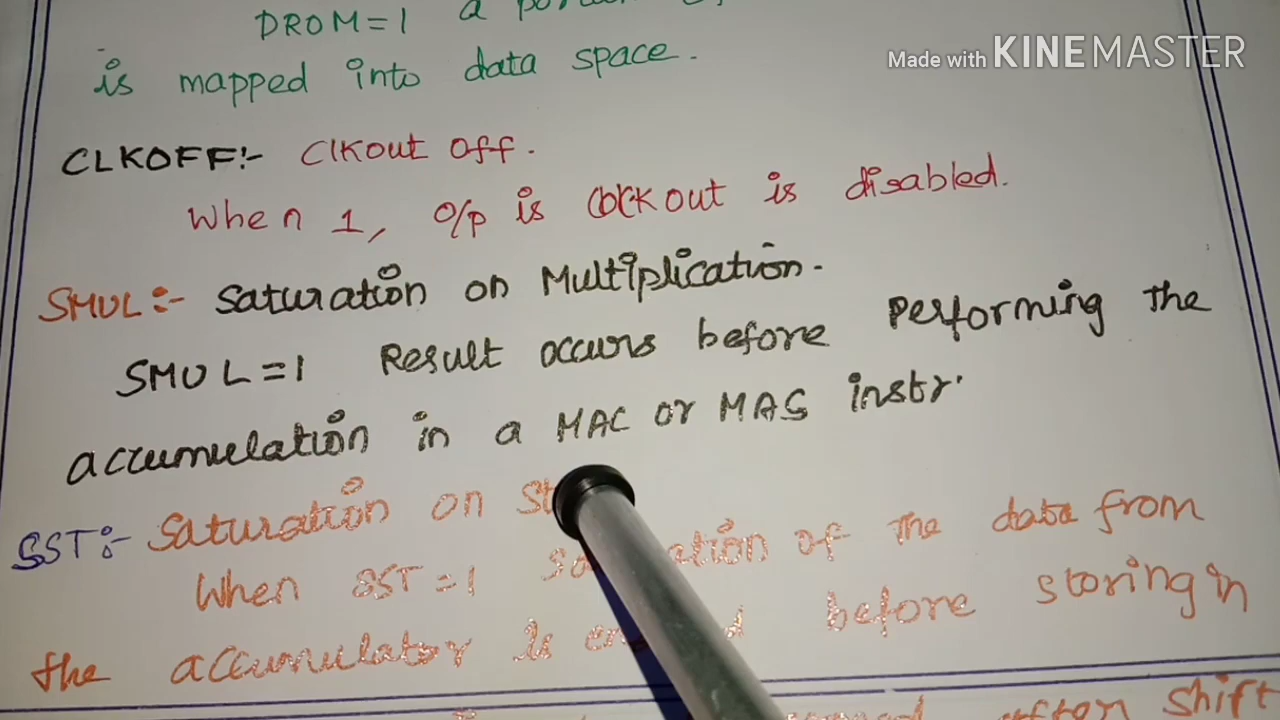 DROM=1 a
is mapped into data space.
Made with KINEMASTER
CLKOFF:- Clkout off.
When 1, o/p is clock out is disabled.
SMUL:- Saturation on Multiplication.
SMUL=1 Result occurs before performing the
accumulation in a MAC or MAS instr.
SST:- Saturation on
When SST=1 of the data from
the accumulator is before storing in
shift